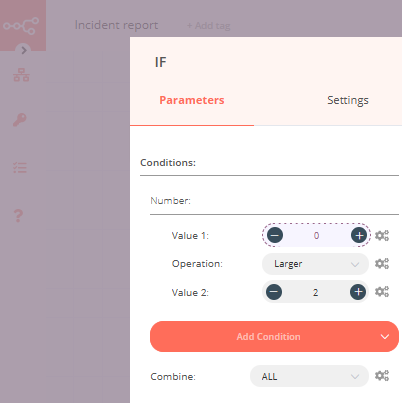 Incident report
+ Add tag
IF
Parameters
Settings
Conditions:
Number:
Value 1:
0
Operation:
Larger
Value 2:
2
Add Condition
Combine:
ALL